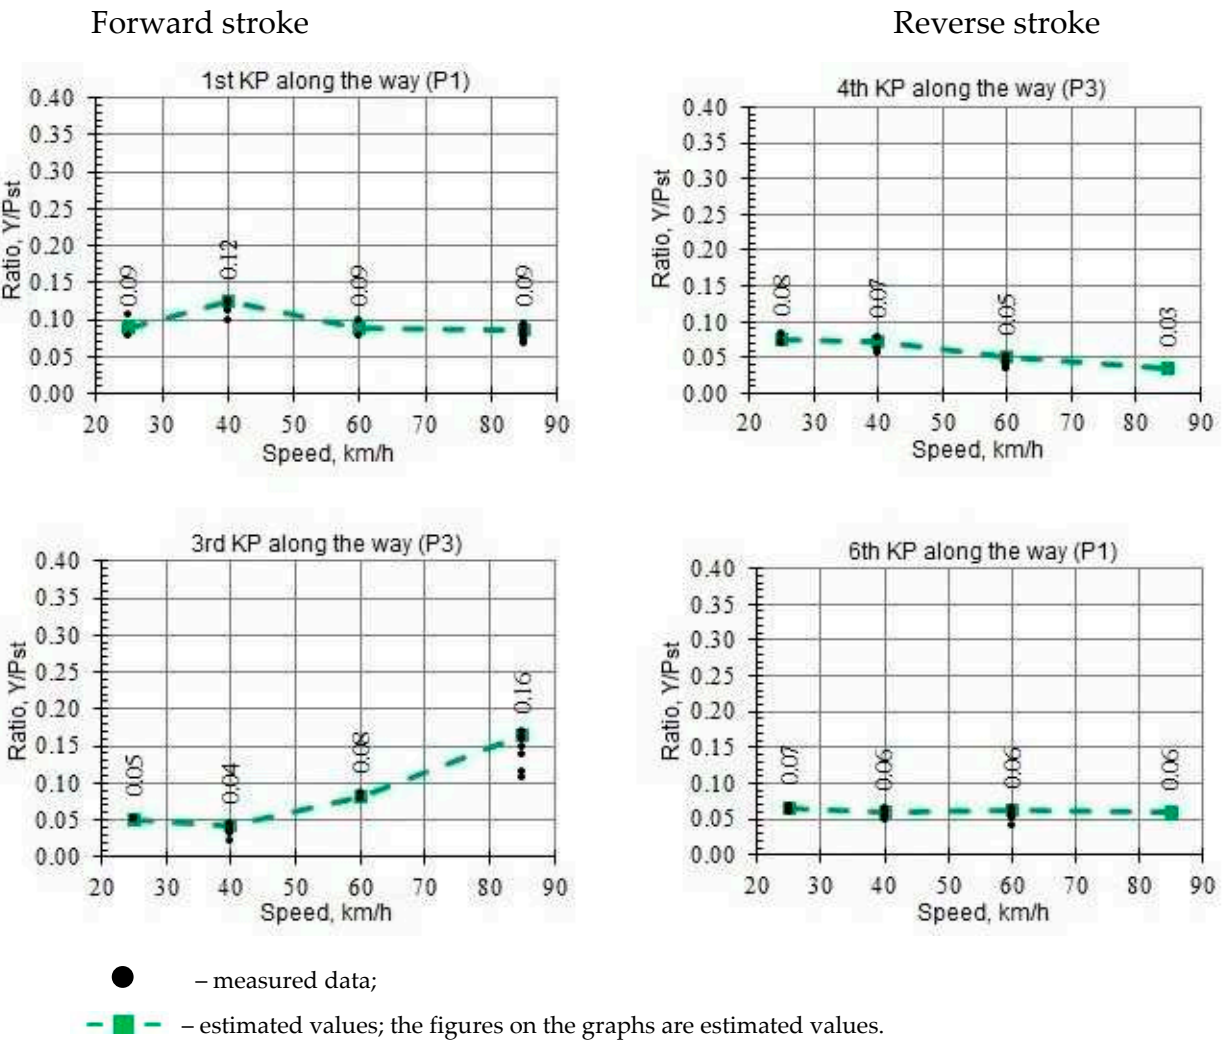 Forward stroke
Reverse stroke
1st KP along the way (P1)
0.40
0.35
0.30
0.25
0.20
0.15
0.10
0.05
0.00
Ratio, Y/Pst
0.09
0.12
0.09
0.09
20 30 40 50 60 70 80 90
Speed, km/h
4th KP along the way (P3)
0.40
0.35
0.30
0.25
0.20
0.15
0.10
0.05
0.00
Ratio, Y/Pst
0.08
0.07
0.05
0.03
20 30 40 50 60 70 80 90
Speed, km/h
3rd KP along the way (P3)
0.40
0.35
0.30
0.25
0.20
0.15
0.10
0.05
0.00
Ratio, Y/Pst
0.05
0.04
0.08
0.16
20 30 40 50 60 70 80 90
Speed, km/h
6th KP along the way (P1)
0.40
0.35
0.30
0.25
0.20
0.15
0.10
0.05
0.00
Ratio, Y/Pst
0.07
0.06
0.06
0.06
20 30 40 50 60 70 80 90
Speed, km/h
– measured data;
– estimated values; the figures on the graphs are estimated values.